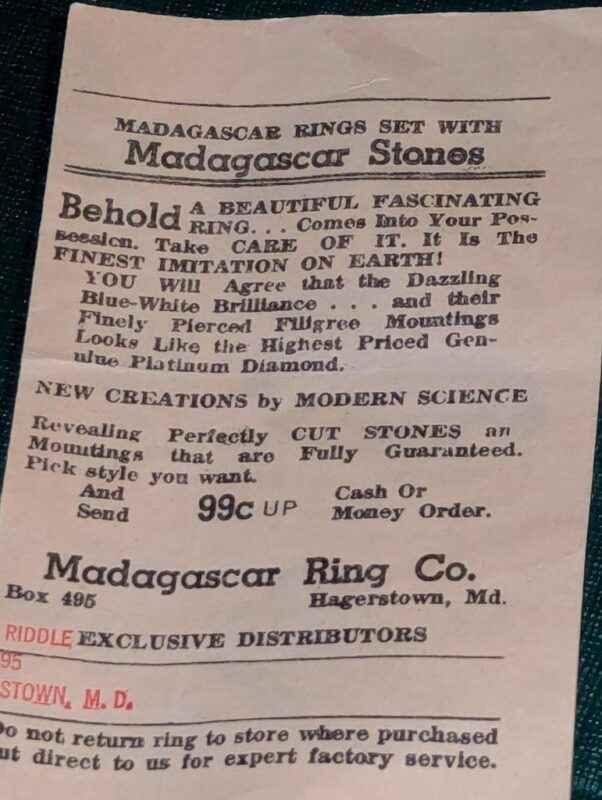 MADAGASCAR RINGS SET WITH
Madagascar Stones
Behold A BEAUTIFUL FASCINATING
RING. . . Comes Into Your Pos-
session. Take CARE OF IT. It Is The
FINEST IMITATION ON EARTH!
YOU Will Agree that the Dazzling
Blue-White Brilliance . . . and their
Finely Pierced Filigree Mountings
Looks Like the Highest Priced Gen-
uine Platinum Diamond.
NEW CREATIONS by MODERN SCIENCE
Revealing Perfectly CUT STONES an
Mountings that are Fully Guaranteed.
Pick style you want.
And 99c UP Cash Or
Send Money Order.
Madagascar Ring Co.
Box 495 Hagerstown, Md.
RIDDLE EXCLUSIVE DISTRIBUTORS
95
STOWN, M. D.
Do not return ring to store where purchased
ut direct to us for expert factory service.